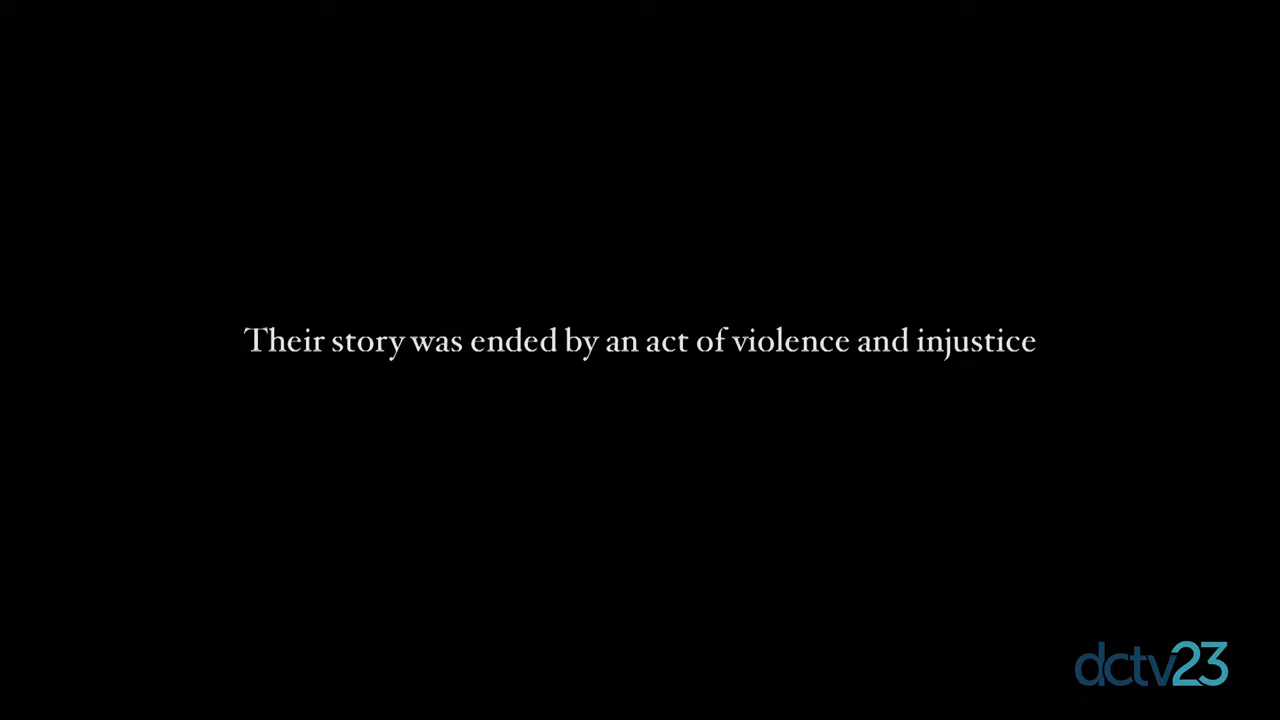 Their story was ended by an act of violence and injustice
dctv23